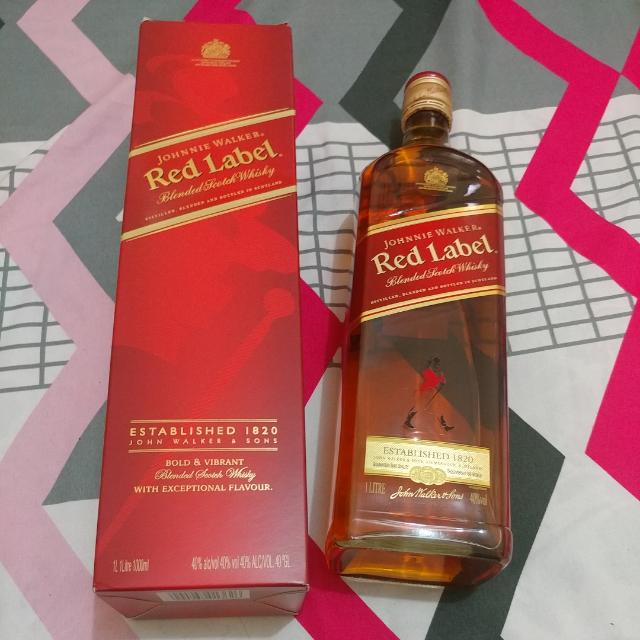 JOHNNIE WALKER®
Red Label®
Blended Scotch Whisky
DISTILLED, BLENDED AND BOTTLED IN SCOTLAND
ESTABLISHED 1820
JOHN WALKER & SONS
BOLD & VIBRANT
Blended Scotch Whisky
WITH EXCEPTIONAL FLAVOUR.
1L 1Litre 1000ml
40% alc/vol 40% vol 40% ALC/VOL. 40°GL
JOHNNIE WALKER®
Red Label®
Blended Scotch Whisky
DISTILLED, BLENDED AND BOTTLED IN SCOTLAND
ESTABLISHED 1820
1 LITRE
John Walker & Sons
40%vol